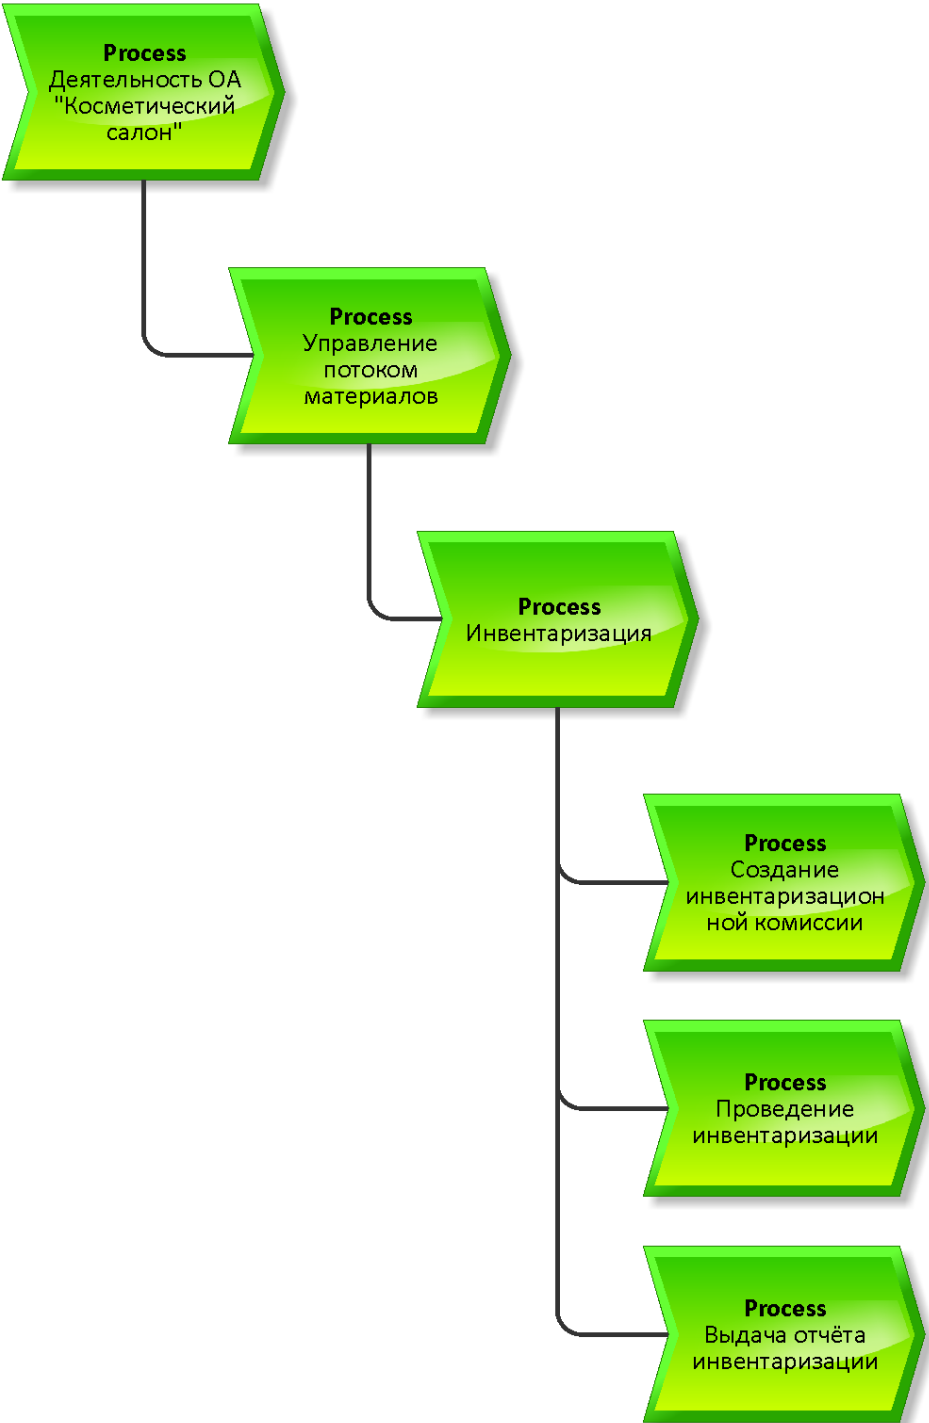 Process
Деятельность ОА
"Косметический
салон"
Process
Управление
потоком
материалов
Process
Инвентаризация
Process
Создание
инвентаризацион
ной комиссии
Process
Проведение
инвентаризации
Process
Выдача отчёта
инвентаризации